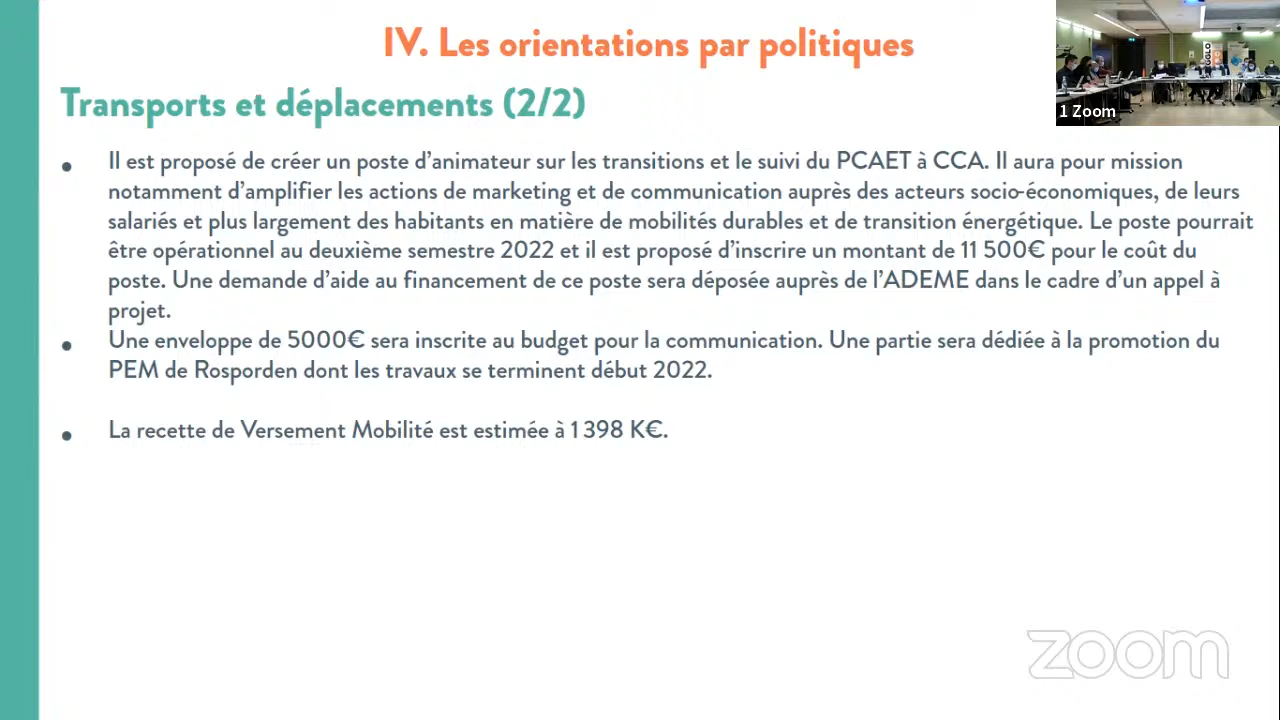 IV. Les orientations par politiques
Transports et déplacements (2/2)
1 Zoom
• Il est proposé de créer un poste d'animateur sur les transitions et le suivi du PCAET à CCA. Il aura pour mission
notamment d'amplifier les actions de marketing et de communication auprès des acteurs socio-économiques, de leurs
salariés et plus largement des habitants en matière de mobilités durables et de transition énergétique. Le poste pourrait
être opérationnel au deuxième semestre 2022 et il est proposé d'inscrire un montant de 11 500€ pour le coût du
poste. Une demande d'aide au financement de ce poste sera déposée auprès de l'ADEME dans le cadre d'un appel à
projet.
• Une enveloppe de 5000€ sera inscrite au budget pour la communication. Une partie sera dédiée à la promotion du
PEM de Rosporden dont les travaux se terminent début 2022.
• La recette de Versement Mobilité est estimée à 1 398 K€.
zoom